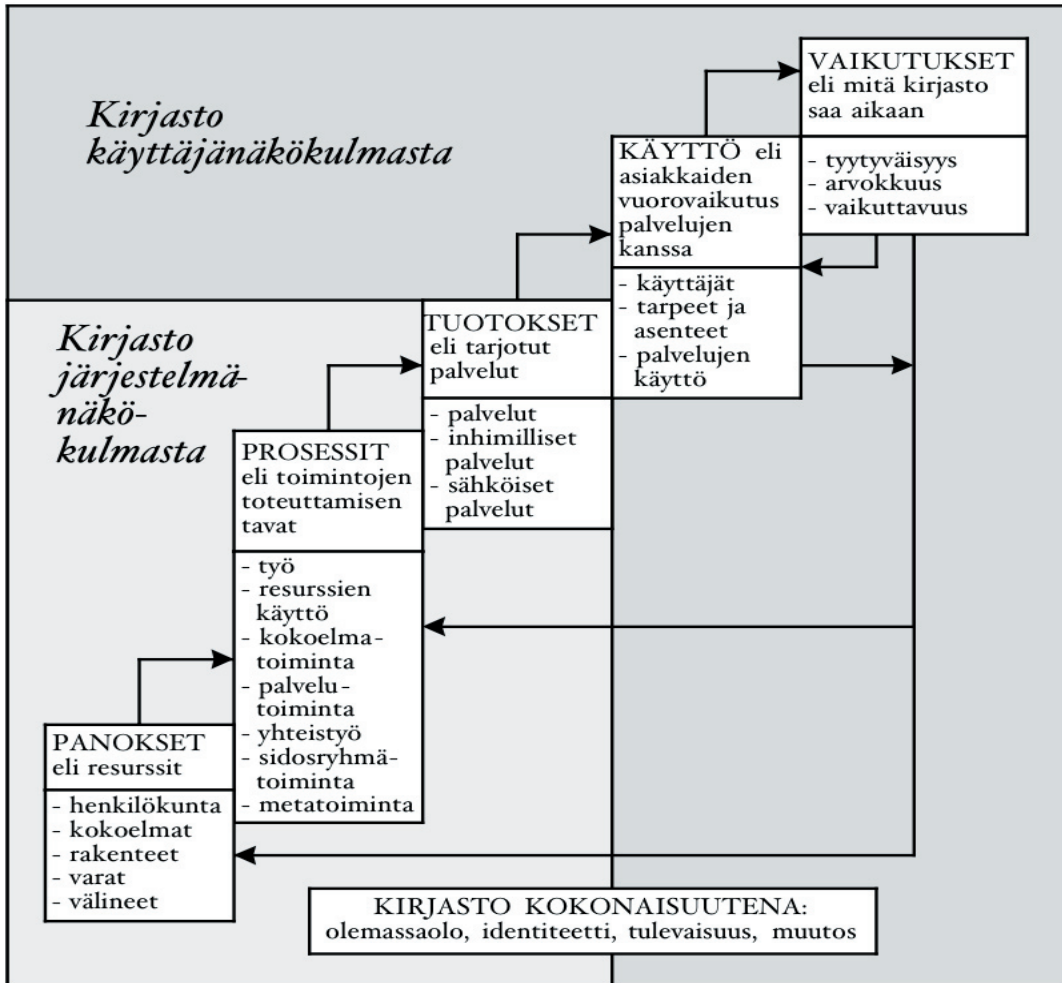 Kirjasto
käyttäjänäkökulmasta
VAIKUTUKSET
eli mitä kirjasto
saa aikaan
- tyytyväisyys
- arvokkuus
- vaikuttavuus
KÄYTTÖ eli
asiakkaiden
vuorovaikutus
palvelujen
kanssa
- käyttäjät
- tarpeet ja
asenteet
- palvelujen
käyttö
Kirjasto
järjestelmä-
näkö-
kulmasta
TUOTOKSET
eli tarjotut
palvelut
- palvelut
- inhimilliset
palvelut
- sähköiset
palvelut
PROSESSIT
eli toimintojen
toteuttamisen
tavat
- työ
- resurssien
käyttö
- kokoelma-
toiminta
- palvelu-
toiminta
- yhteistyö
- sidosryhmä-
toiminta
- metatoiminta
PANOKSET
eli resurssit
- henkilökunta
- kokoelmat
- rakenteet
- varat
- välineet
KIRJASTO KOKONAISUUTENA:
olemassaolo, identiteetti, tulevaisuus, muutos